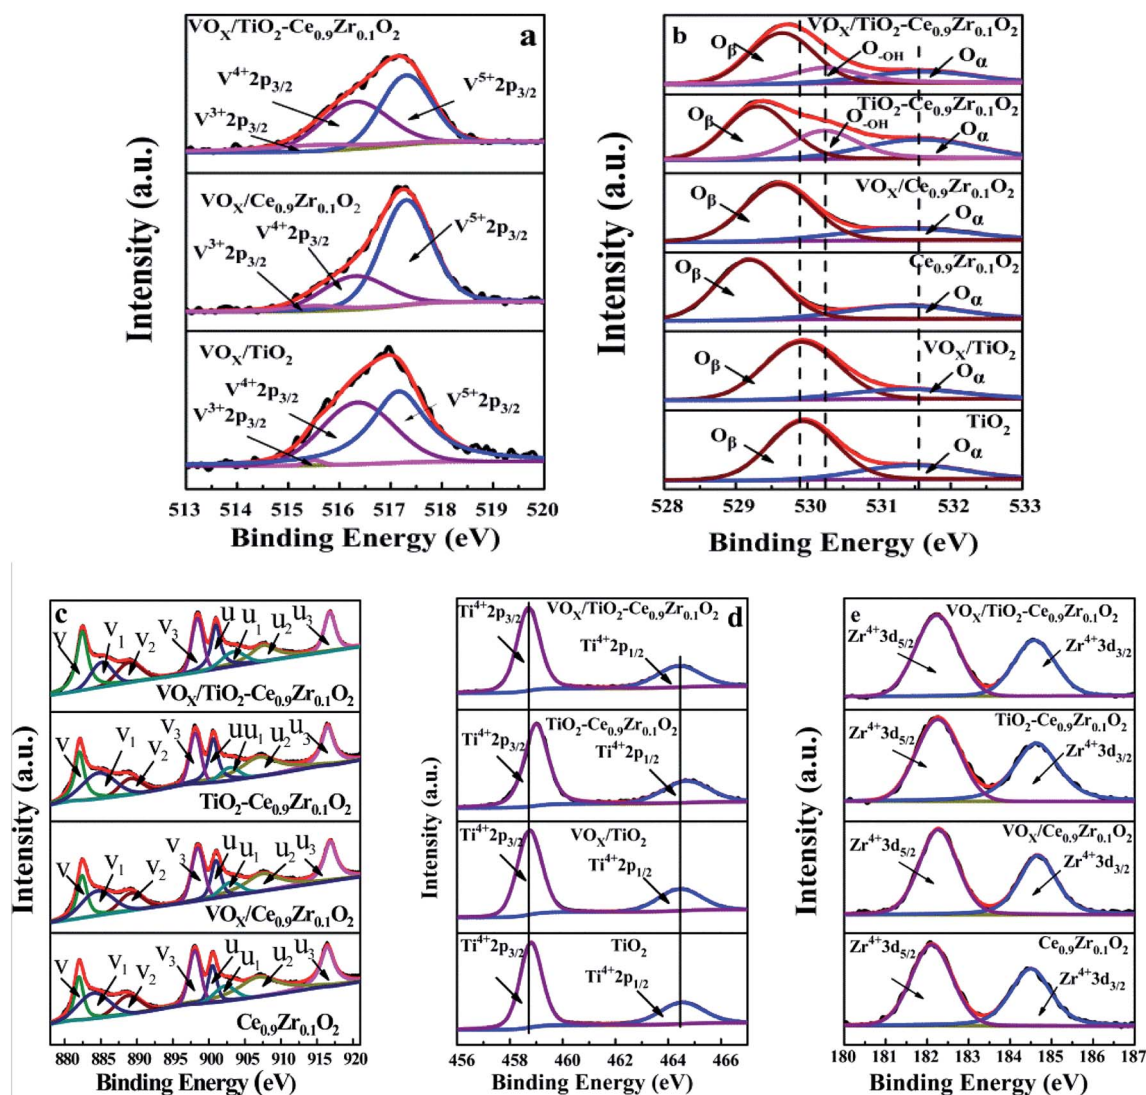 a
VOX/TiO2-Ce0.9Zr0.1O2
V4+2p3/2
V5+2p3/2
V3+2p3/2
VOX/Ce0.9Zr0.1O2
V4+2p3/2
V5+2p3/2
V3+2p3/2
VOX/TiO2
V4+2p3/2
V5+2p3/2
V3+2p3/2
Intensity (a.u.)
513 514 515 516 517 518 519 520
Binding Energy (eV)
b
VOX/TiO2-Ce0.9Zr0.1O2
Oβ
O-OH
Oα
TiO2-Ce0.9Zr0.1O2
Oβ
O-OH
Oα
VOX/Ce0.9Zr0.1O2
Oβ
Oα
Ce0.9Zr0.1O2
Oβ
Oα
VOX/TiO2
Oβ
Oα
TiO2
Oβ
Oα
Intensity (a.u.)
528 529 530 531 532 533
Binding Energy (eV)
c
V V1 V2 V3 u u1 u2 u3
VOX/TiO2-Ce0.9Zr0.1O2
V V1 V2 V3 u u1 u2 u3
TiO2-Ce0.9Zr0.1O2
V V1 V2 V3 u u1 u2 u3
VOX/Ce0.9Zr0.1O2
V V1 V2 V3 u u1 u2 u3
Ce0.9Zr0.1O2
Intensity (a.u.)
880 885 890 895 900 905 910 915 920
Binding Energy (eV)
d
Ti4+2p3/2
VOX/TiO2-Ce0.9Zr0.1O2
Ti4+2p1/2
TiO2-Ce0.9Zr0.1O2
Ti4+2p3/2
Ti4+2p1/2
VOX/TiO2
Ti4+2p3/2
Ti4+2p1/2
TiO2
Ti4+2p3/2
Ti4+2p1/2
Intensity (a.u.)
456 458 460 462 464 466
Binding Energy (eV)
e
VOX/TiO2-Ce0.9Zr0.1O2
Zr4+3d5/2
Zr4+3d3/2
TiO2-Ce0.9Zr0.1O2
Zr4+3d5/2
Zr4+3d3/2
VOX/Ce0.9Zr0.1O2
Zr4+3d5/2
Zr4+3d3/2
Ce0.9Zr0.1O2
Zr4+3d5/2
Zr4+3d3/2
Intensity (a.u.)
180 181 182 183 184 185 186 187
Binding Energy (eV)